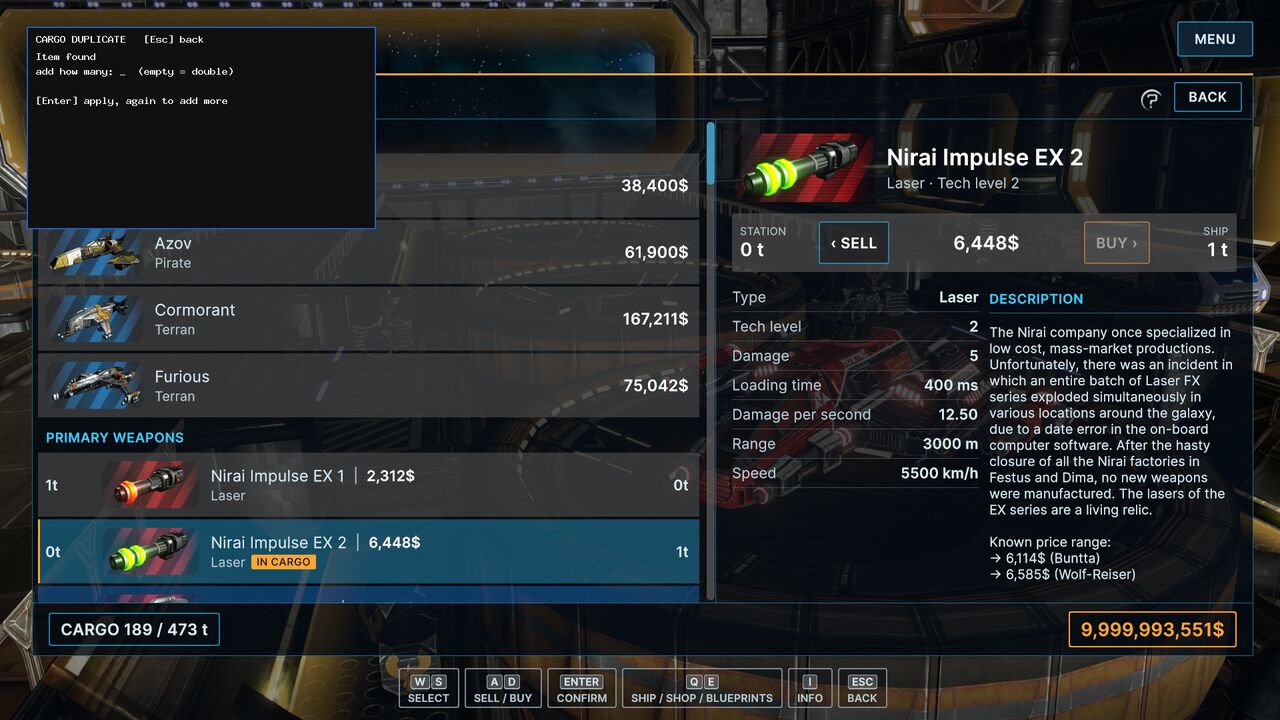 CARGO DUPLICATE [Esc] back
Item found
add how many: _ (empty = double)
[Enter] apply, again to add more
MENU
?
BACK
38,400$
Azov
Pirate
61,900$
Cormorant
Terran
167,211$
Furious
Terran
75,042$
PRIMARY WEAPONS
1t
Nirai Impulse EX 1 | 2,312$
Laser
0t
0t
Nirai Impulse EX 2 | 6,448$
Laser IN CARGO
1t
CARGO 189 / 473 t
Nirai Impulse EX 2
Laser · Tech level 2
STATION
0 t
‹ SELL
6,448$
BUY ›
SHIP
1 t
Type Laser
Tech level 2
Damage 5
Loading time 400 ms
Damage per second 12.50
Range 3000 m
Speed 5500 km/h
DESCRIPTION
The Nirai company once specialized in
low cost, mass-market productions.
Unfortunately, there was an incident in
which an entire batch of Laser FX
series exploded simultaneously in
various locations around the galaxy,
due to a date error in the on-board
computer software. After the hasty
closure of all the Nirai factories in
Festus and Dima, no new weapons
were manufactured. The lasers of the
EX series are a living relic.
Known price range:
→ 6,114$ (Buntta)
→ 6,585$ (Wolf-Reiser)
9,999,993,551$
W S
SELECT
A D
SELL / BUY
ENTER
CONFIRM
Q E
SHIP / SHOP / BLUEPRINTS
I
INFO
ESC
BACK